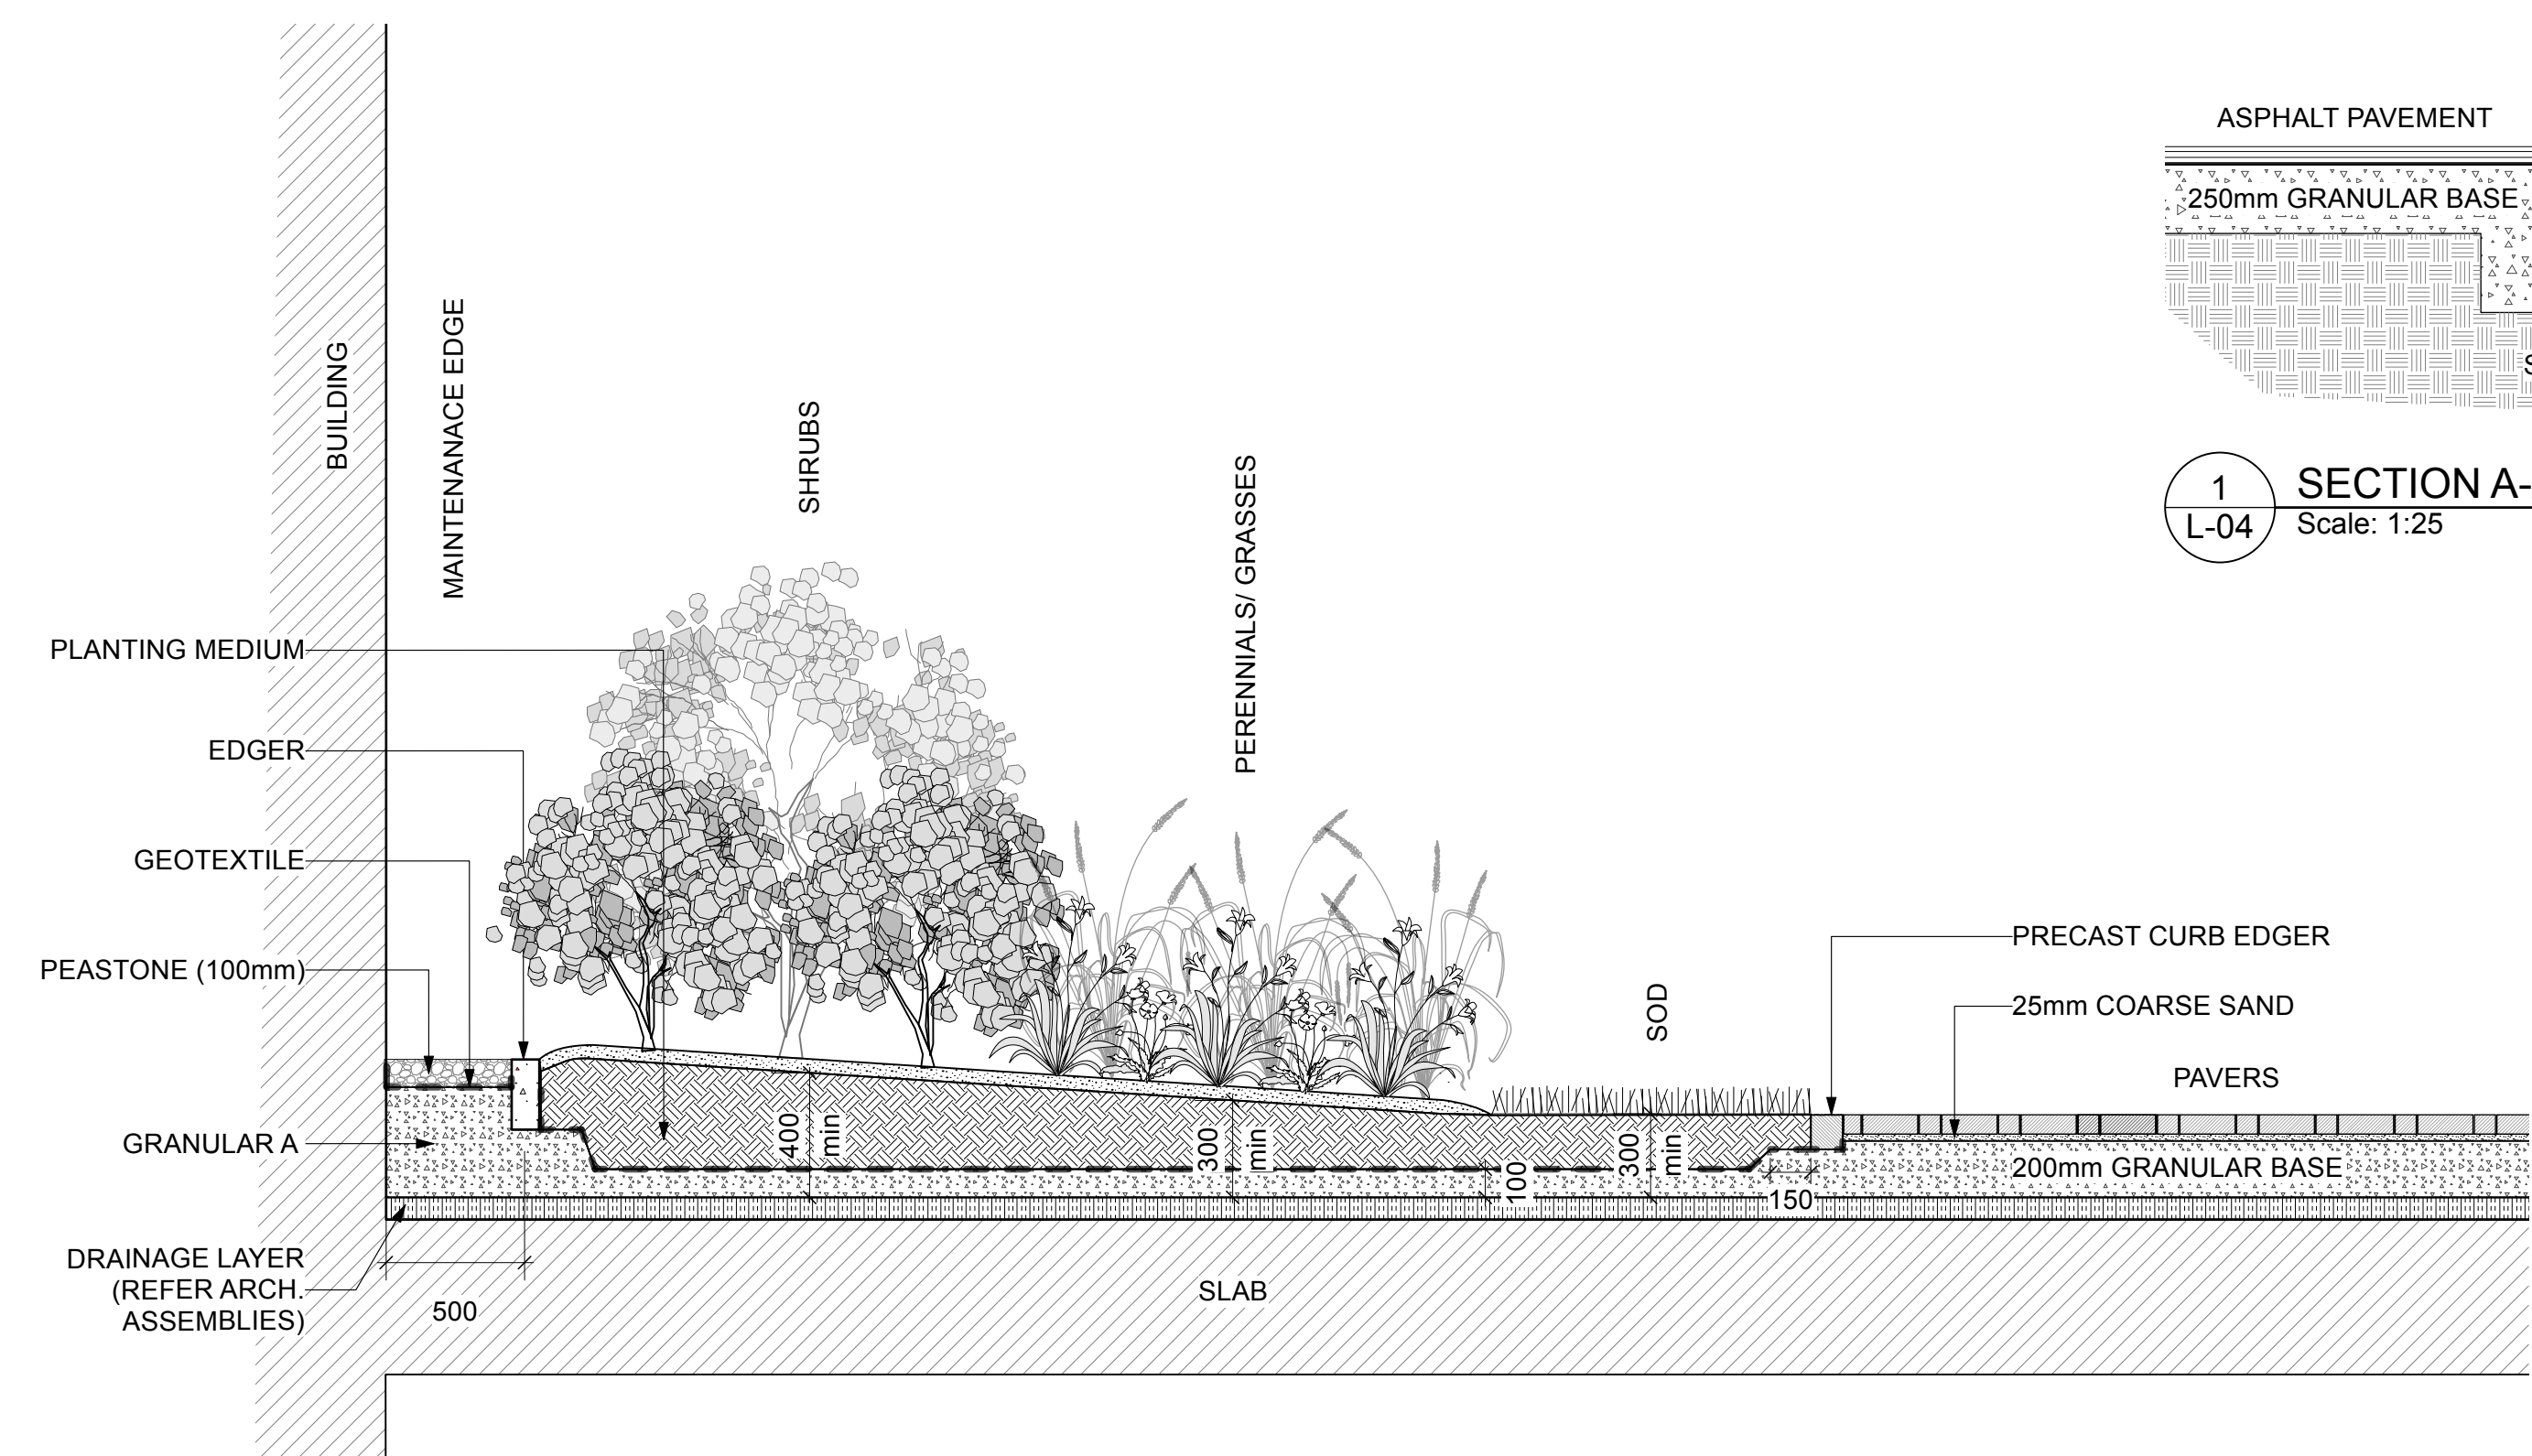 ASPHALT PAVEMENT
250mm GRANULAR BASE
S
1
L-04
SECTION A-
Scale: 1:25
BUILDING
MAINTENANACE EDGE
SHRUBS
PERENNIALS/ GRASSES
SOD
PLANTING MEDIUM
EDGER
GEOTEXTILE
PEASTONE (100mm)
GRANULAR A
DRAINAGE LAYER
(REFER ARCH.
ASSEMBLIES)
500
400
min
300
min
100
300
min
150
PRECAST CURB EDGER
25mm COARSE SAND
PAVERS
200mm GRANULAR BASE
SLAB